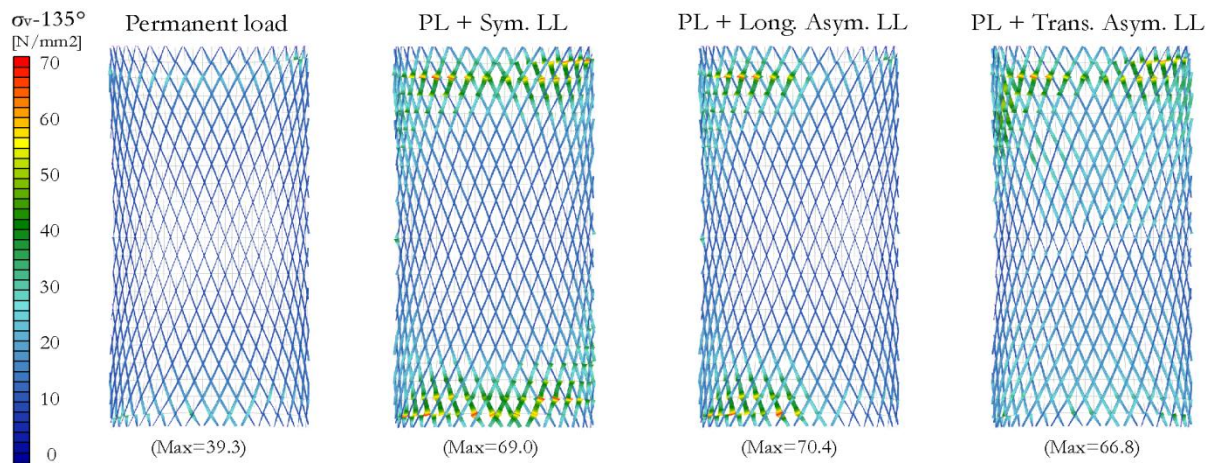 σv-135°
[N/mm2]
Permanent load
PL + Sym. LL
PL + Long. Asym. LL
PL + Trans. Asym. LL
70
60
50
40
30
20
10
0
(Max=39.3)
(Max=69.0)
(Max=70.4)
(Max=66.8)